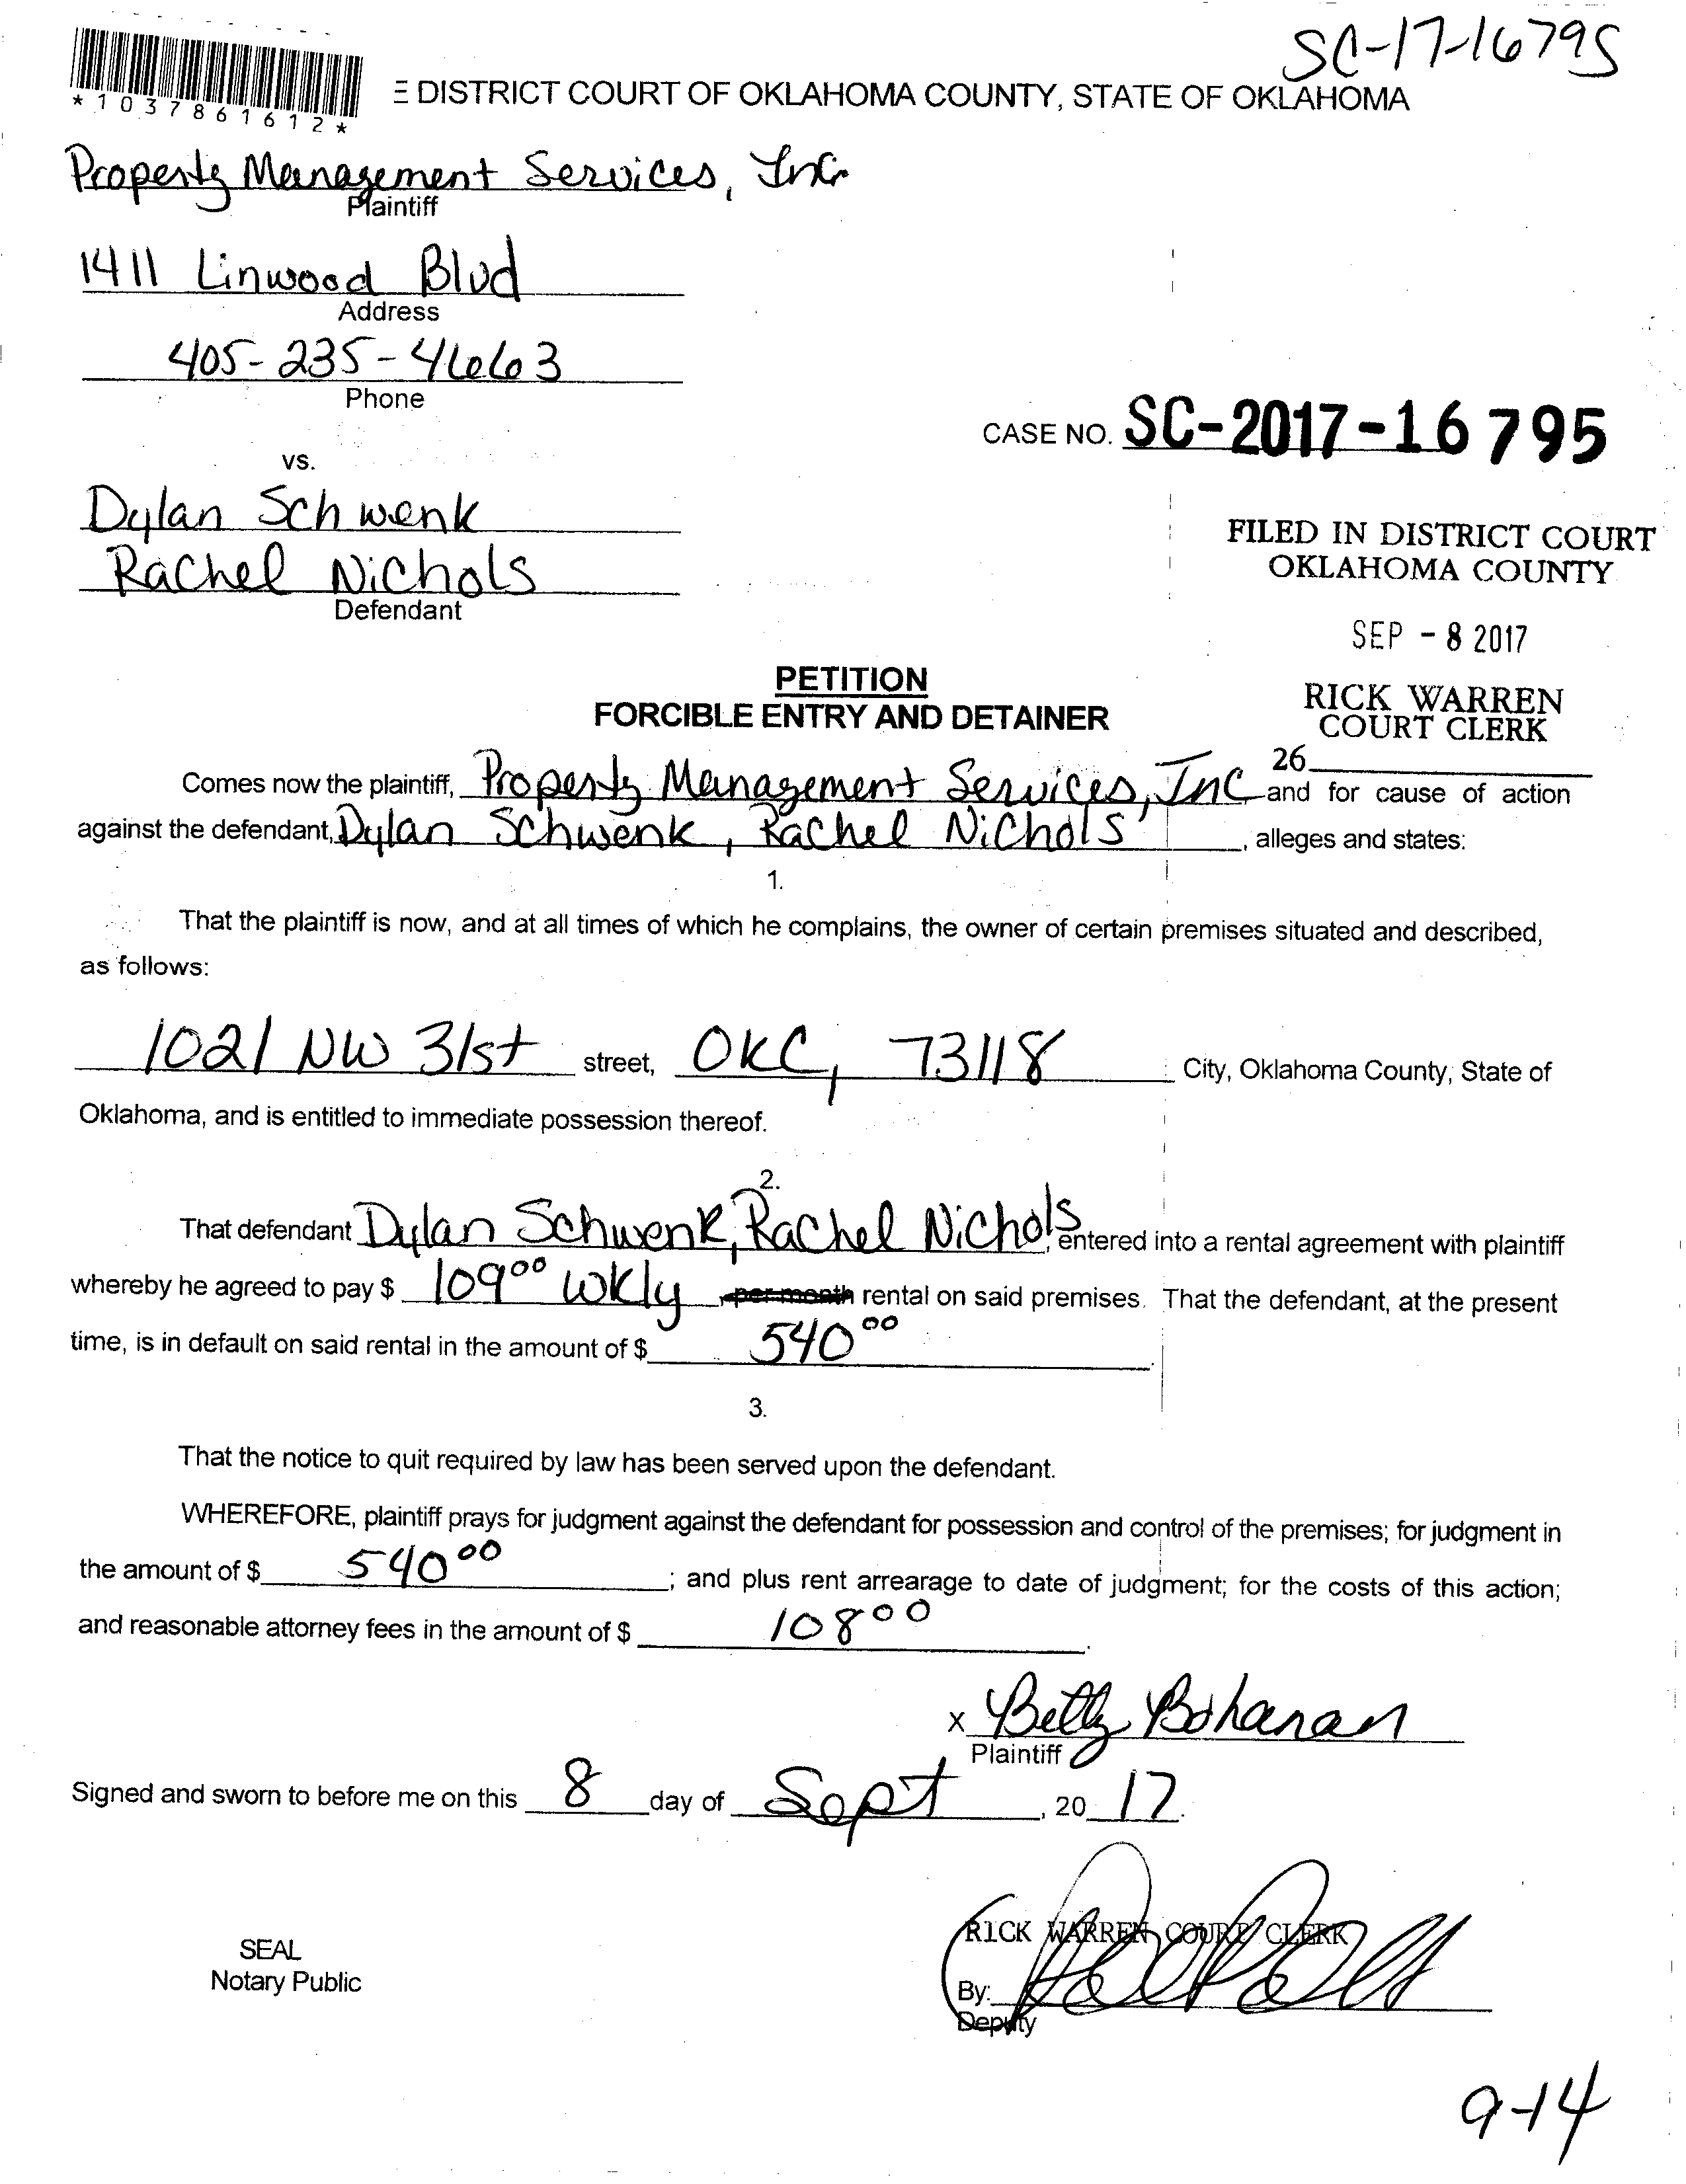 SC-17-16795
*1037861612*
E DISTRICT COURT OF OKLAHOMA COUNTY, STATE OF OKLAHOMA
Property Management Services, Inc.
Plaintiff
1411 Linwood Blvd
Address
405-235-4663
Phone
CASE NO. SC-2017-16795
vs.
Dylan Schwenk
Rachel Nichols
Defendant
FILED IN DISTRICT COURT
OKLAHOMA COUNTY
SEP - 8 2017
RICK WARREN
COURT CLERK
26
PETITION
FORCIBLE ENTRY AND DETAINER
Comes now the plaintiff, Property Management Services, Inc and for cause of action
against the defendant, Dylan Schwenk, Rachel Nichols, alleges and states:
1.
That the plaintiff is now, and at all times of which he complains, the owner of certain premises situated and described,
as follows:
1021 NW 31st street, OKC, 73118 City, Oklahoma County, State of
Oklahoma, and is entitled to immediate possession thereof.
2.
That defendant Dylan Schwenk, Rachel Nichols, entered into a rental agreement with plaintiff
whereby he agreed to pay $ 109.00 wkly, per month rental on said premises. That the defendant, at the present
time, is in default on said rental in the amount of $ 540.00.
3.
That the notice to quit required by law has been served upon the defendant.
WHEREFORE, plaintiff prays for judgment against the defendant for possession and control of the premises; for judgment in
the amount of $ 540.00; and plus rent arrearage to date of judgment; for the costs of this action;
and reasonable attorney fees in the amount of $ 108.00.
x Betty Bohanan
Plaintiff
Signed and sworn to before me on this 8 day of Sept, 20 17.
RICK WARREN COURT CLERK
SEAL
Notary Public
By:
Deputy
9-14